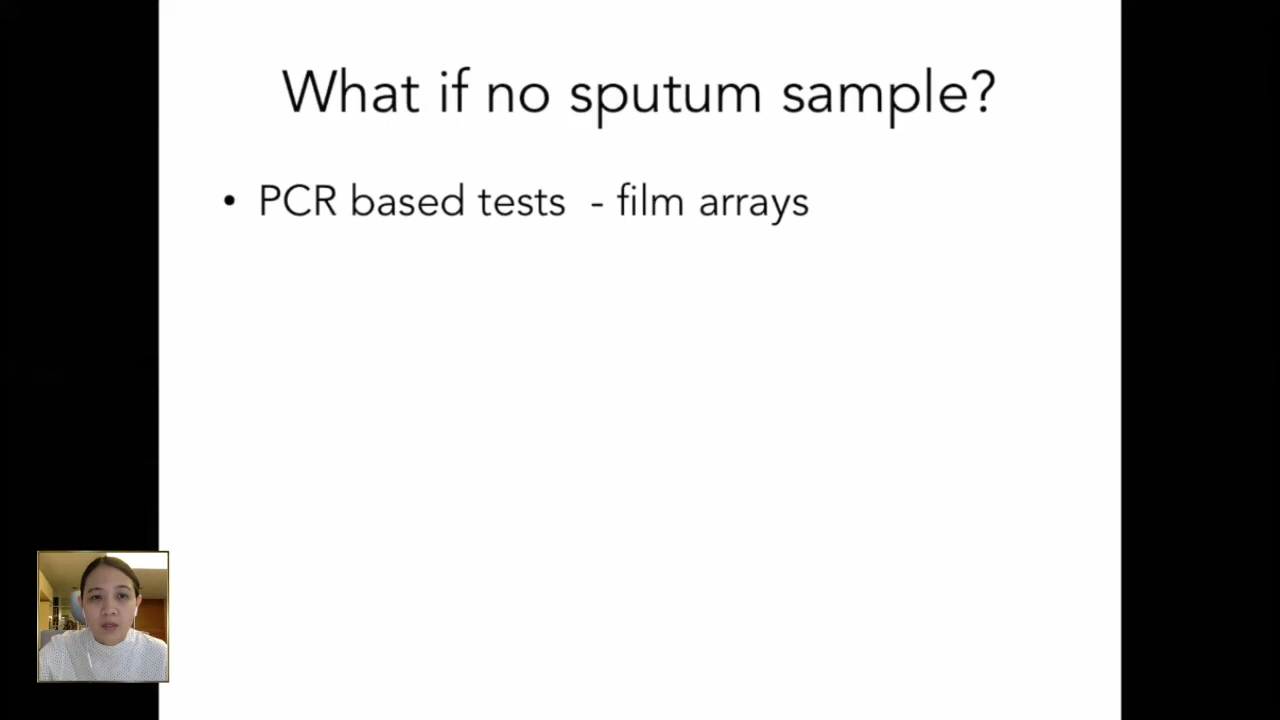 What if no sputum sample?
• PCR based tests - film arrays